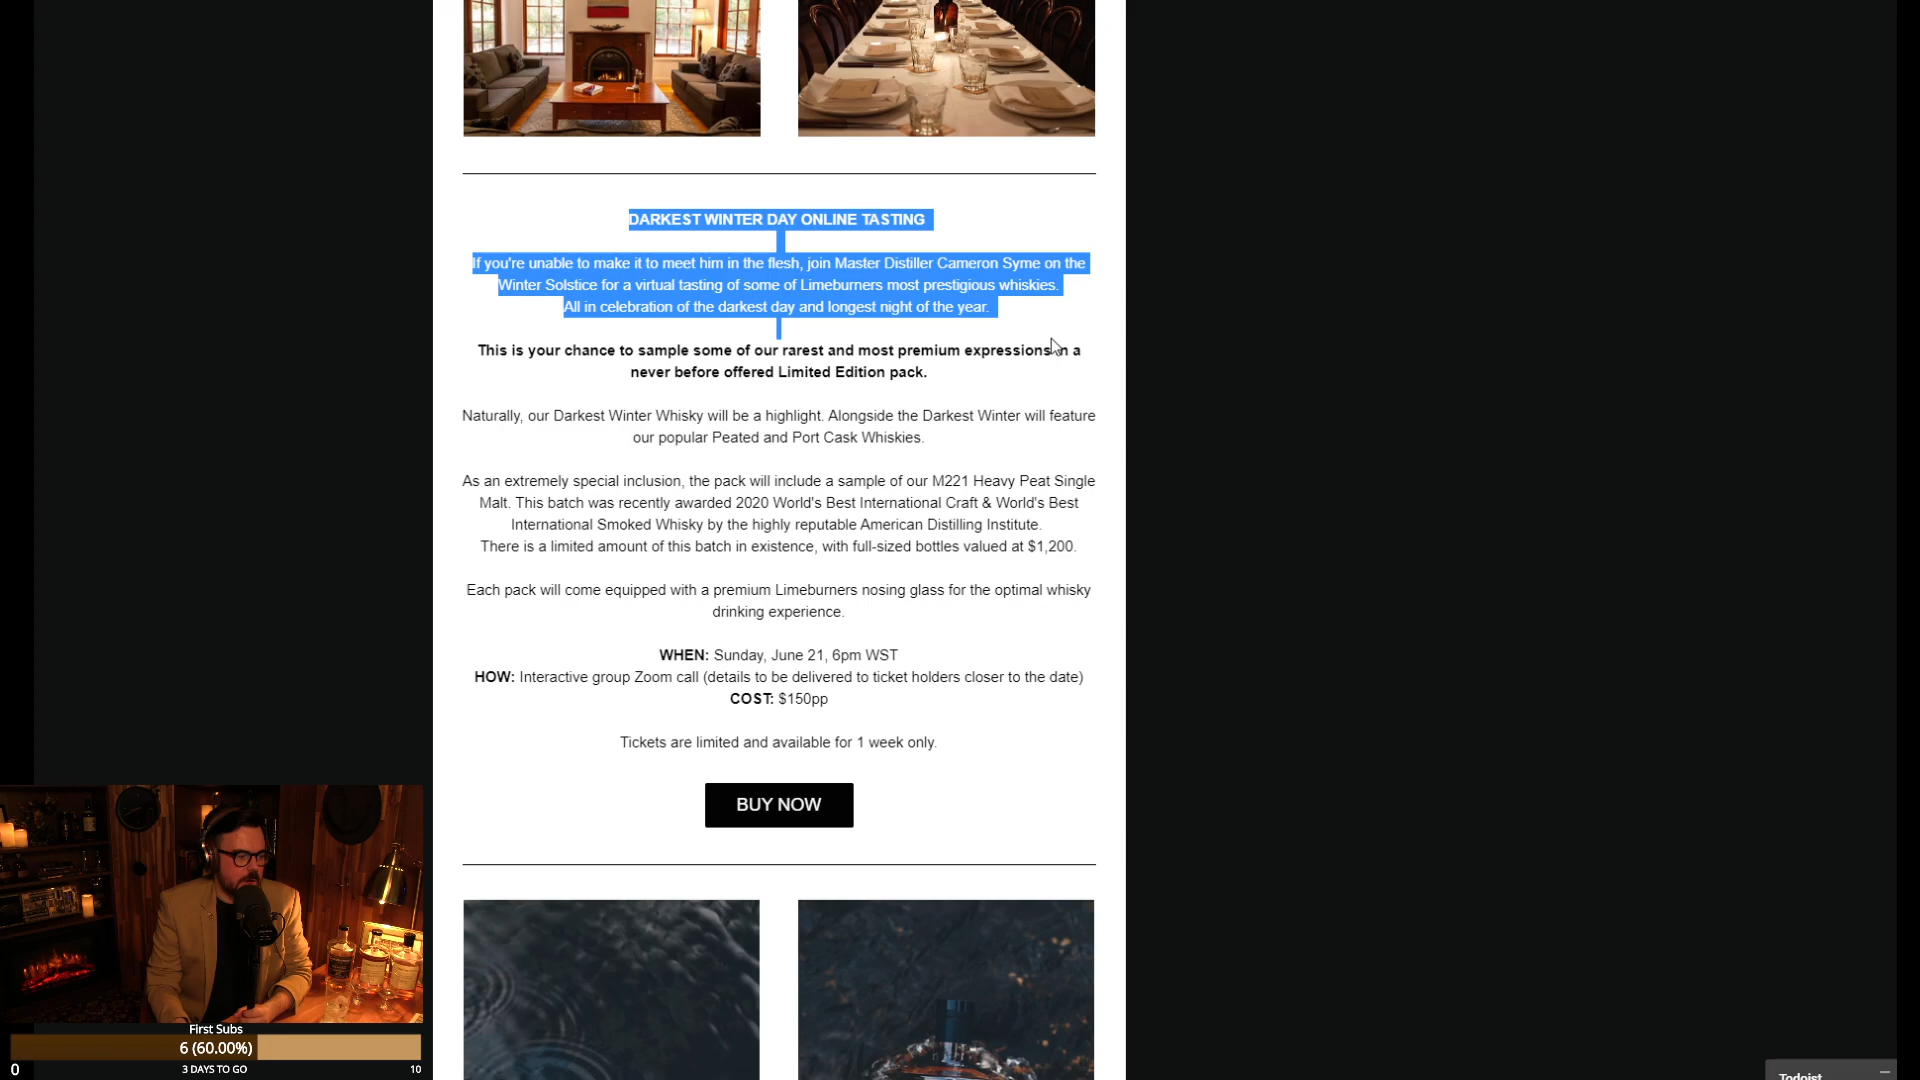 DARKEST WINTER DAY ONLINE TASTING
If you're unable to make it to meet him in the flesh, join Master Distiller Cameron Syme on the
Winter Solstice for a virtual tasting of some of Limeburners most prestigious whiskies.
All in celebration of the darkest day and longest night of the year.
This is your chance to sample some of our rarest and most premium expressions in a
never before offered Limited Edition pack.
Naturally, our Darkest Winter Whisky will be a highlight. Alongside the Darkest Winter will feature
our popular Peated and Port Cask Whiskies.
As an extremely special inclusion, the pack will include a sample of our M221 Heavy Peat Single
Malt. This batch was recently awarded 2020 World's Best International Craft & World's Best
International Smoked Whisky by the highly reputable American Distilling Institute.
There is a limited amount of this batch in existence, with full-sized bottles valued at $1,200.
Each pack will come equipped with a premium Limeburners nosing glass for the optimal whisky
drinking experience.
WHEN: Sunday, June 21, 6pm WST
HOW: Interactive group Zoom call (details to be delivered to ticket holders closer to the date)
COST: $150pp
Tickets are limited and available for 1 week only.
BUY NOW
First Subs
6 (60.00%)
0 3 DAYS TO GO 10
Todoist